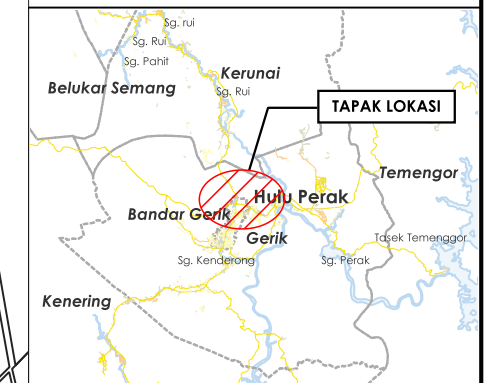 Sg. rui
Sg. Rui
Sg. Pahit
Kerunai
Belukar Semang
Sg. Rui
TAPAK LOKASI
Temengor
Hulu Perak
Bandar Gerik
Gerik
Tasek Temenggor
Sg. Kenderong
Sg. Perak
Kenering